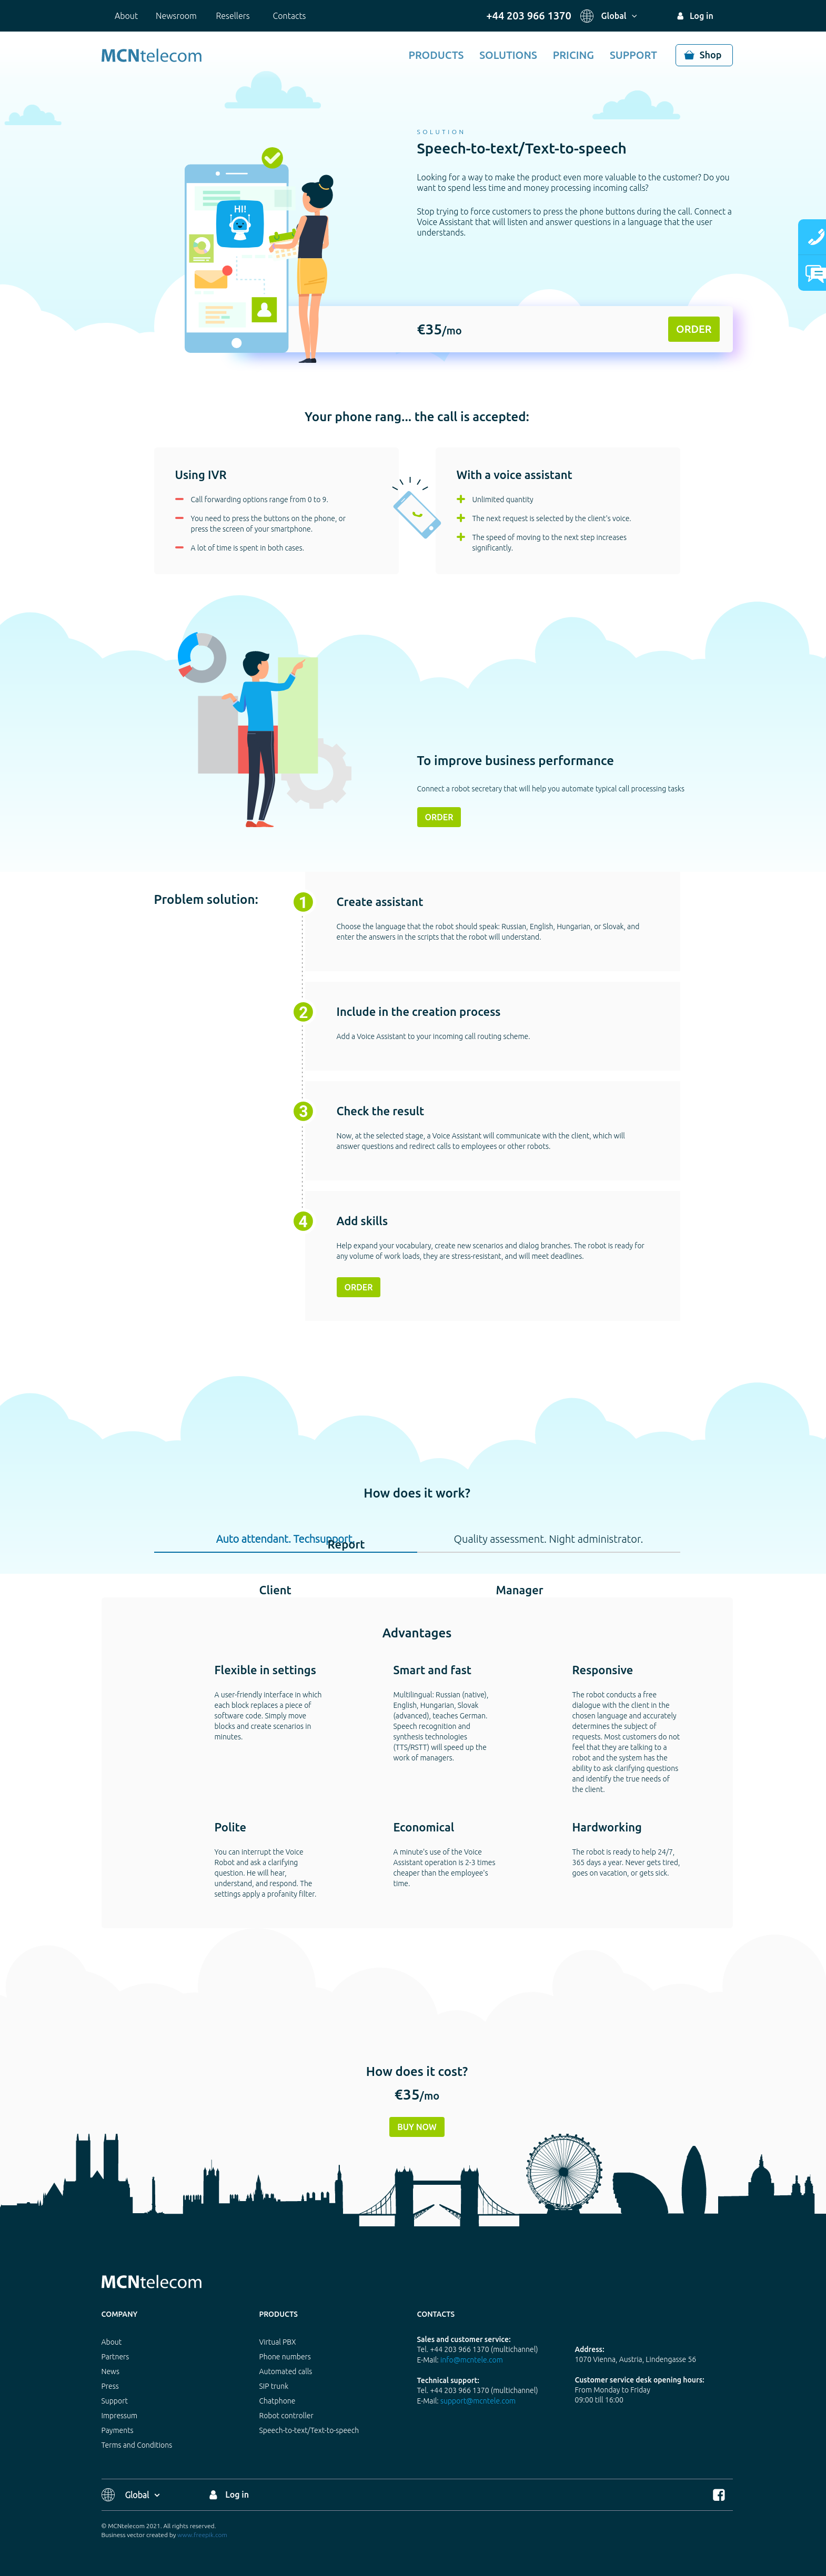 About Newsroom Resellers Contacts +44 203 966 1370 Global Log in
MCNtelecom PRODUCTS SOLUTIONS PRICING SUPPORT Shop
SOLUTION
Speech-to-text/Text-to-speech
Looking for a way to make the product even more valuable to the customer? Do you
want to spend less time and money processing incoming calls?
Stop trying to force customers to press the phone buttons during the call. Connect a
Voice Assistant that will listen and answer questions in a language that the user
understands.
HI!
€35/mo ORDER
Your phone rang... the call is accepted:
Using IVR
Call forwarding options range from 0 to 9.
You need to press the buttons on the phone, or
press the screen of your smartphone.
A lot of time is spent in both cases.
With a voice assistant
Unlimited quantity
The next request is selected by the client's voice.
The speed of moving to the next step increases
significantly.
To improve business performance
Connect a robot secretary that will help you automate typical call processing tasks
ORDER
Problem solution:
1 Create assistant
Choose the language that the robot should speak: Russian, English, Hungarian, or Slovak, and
enter the answers in the scripts that the robot will understand.
2 Include in the creation process
Add a Voice Assistant to your incoming call routing scheme.
3 Check the result
Now, at the selected stage, a Voice Assistant will communicate with the client, which will
answer questions and redirect calls to employees or other robots.
4 Add skills
Help expand your vocabulary, create new scenarios and dialog branches. The robot is ready for
any volume of work loads, they are stress-resistant, and will meet deadlines.
ORDER
How does it work?
Auto attendant. Techsupport. Quality assessment. Night administrator.
Report
Client Manager
Advantages
Flexible in settings
A user-friendly interface in which
each block replaces a piece of
software code. Simply move
blocks and create scenarios in
minutes.
Smart and fast
Multilingual: Russian (native),
English, Hungarian, Slovak
(advanced), teaches German.
Speech recognition and
synthesis technologies
(TTS/RSTT) will speed up the
work of managers.
Responsive
The robot conducts a free
dialogue with the client in the
chosen language and accurately
determines the subject of
requests. Most customers do not
feel that they are talking to a
robot and the system has the
ability to ask clarifying questions
and identify the true needs of
the client.
Polite
You can interrupt the Voice
Robot and ask a clarifying
question. He will hear,
understand, and respond. The
settings apply a profanity filter.
Economical
A minute's use of the Voice
Assistant operation is 2-3 times
cheaper than the employee's
time.
Hardworking
The robot is ready to help 24/7,
365 days a year. Never gets tired,
goes on vacation, or gets sick.
How does it cost?
€35/mo
BUY NOW
MCNtelecom
COMPANY
About
Partners
News
Press
Support
Impressum
Payments
Terms and Conditions
PRODUCTS
Virtual PBX
Phone numbers
Automated calls
SIP trunk
Chatphone
Robot controller
Speech-to-text/Text-to-speech
CONTACTS
Sales and customer service:
Tel. +44 203 966 1370 (multichannel)
E-Mail: info@mcntele.com
Technical support:
Tel. +44 203 966 1370 (multichannel)
E-Mail: support@mcntele.com
Address:
1070 Vienna, Austria, Lindengasse 56
Customer service desk opening hours:
From Monday to Friday
09:00 till 16:00
Global Log in
© MCNtelecom 2021. All rights reserved.
Business vector created by www.freepik.com